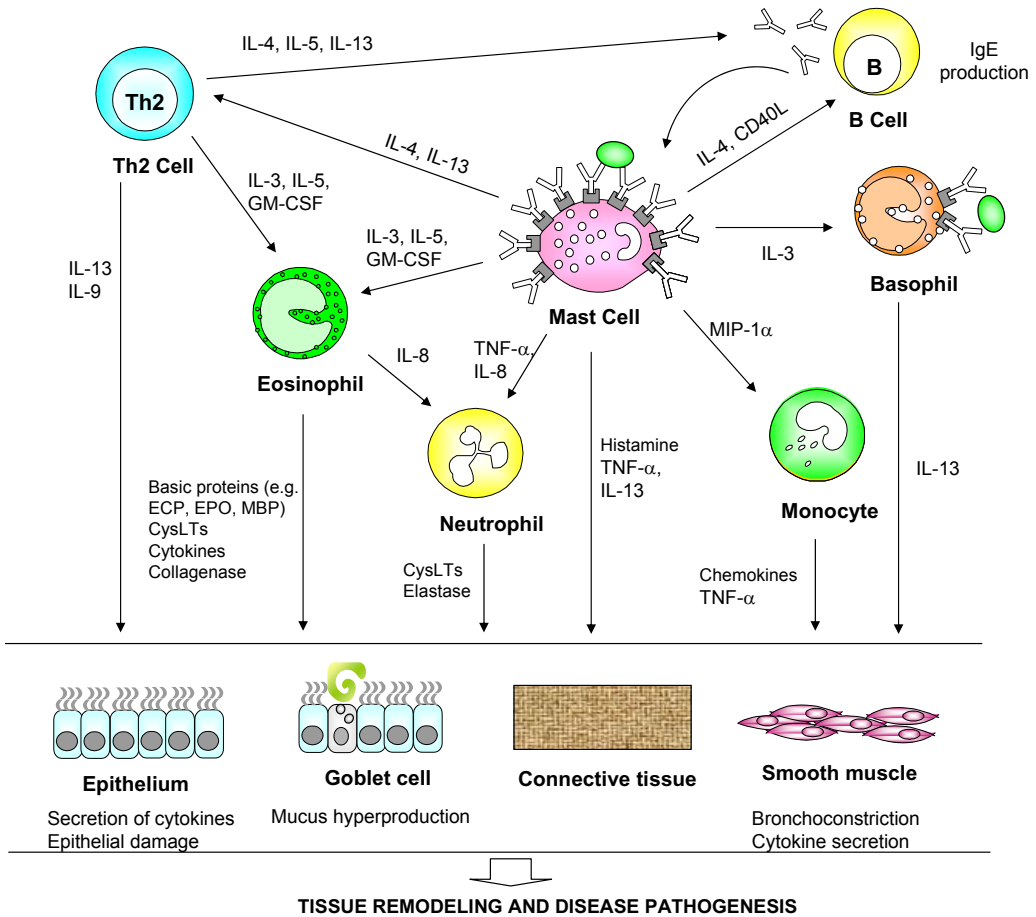 IL-4, IL-5, IL-13
IgE
production
Th2
B
B Cell
Th2 Cell
IL-4, IL-13
IL-4, CD40L
IL-3, IL-5,
GM-CSF
IL-3, IL-5,
GM-CSF
IL-3
Basophil
IL-13
IL-9
Mast Cell
MIP-1α
Eosinophil
IL-8
TNF-α,
IL-8
Histamine
TNF-α,
IL-13
IL-13
Basic proteins (e.g.
ECP, EPO, MBP)
CysLTs
Cytokines
Collagenase
Neutrophil
Monocyte
CysLTs
Elastase
Chemokines
TNF-α
Epithelium
Goblet cell
Connective tissue
Smooth muscle
Secretion of cytokines
Epithelial damage
Mucus hyperproduction
Bronchoconstriction
Cytokine secretion
TISSUE REMODELING AND DISEASE PATHOGENESIS